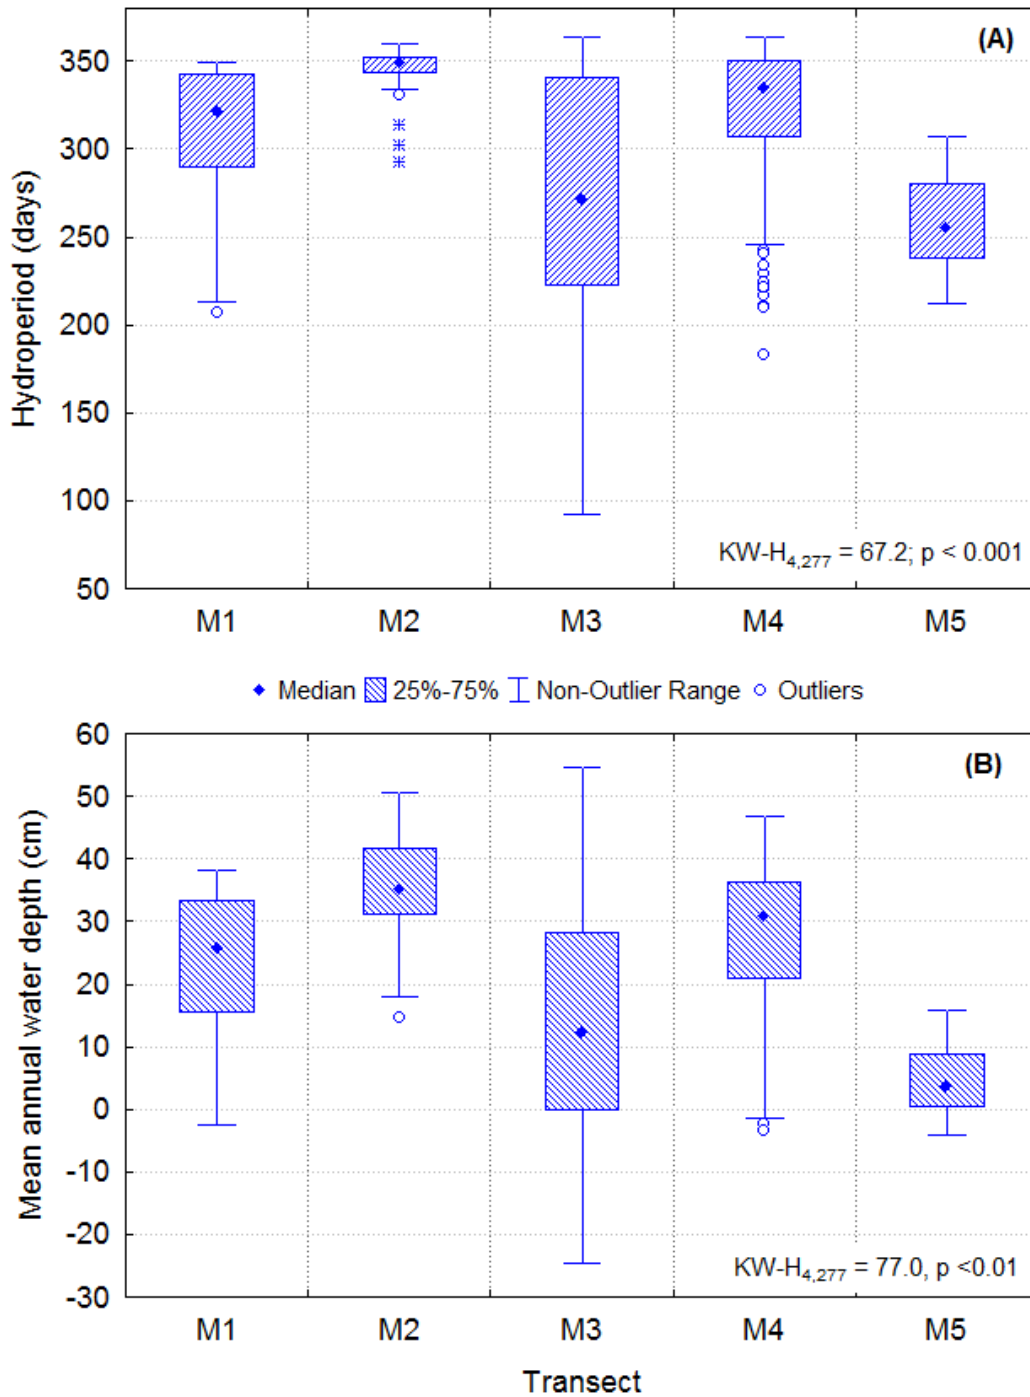 (A)
Hydroperiod (days)
350
300
250
200
150
100
50
KW-H4,277 = 67.2; p < 0.001
M1 M2 M3 M4 M5
Median 25%-75% Non-Outlier Range Outliers
(B)
Mean annual water depth (cm)
60
50
40
30
20
10
0
-10
-20
-30
KW-H4,277 = 77.0, p <0.01
M1 M2 M3 M4 M5
Transect